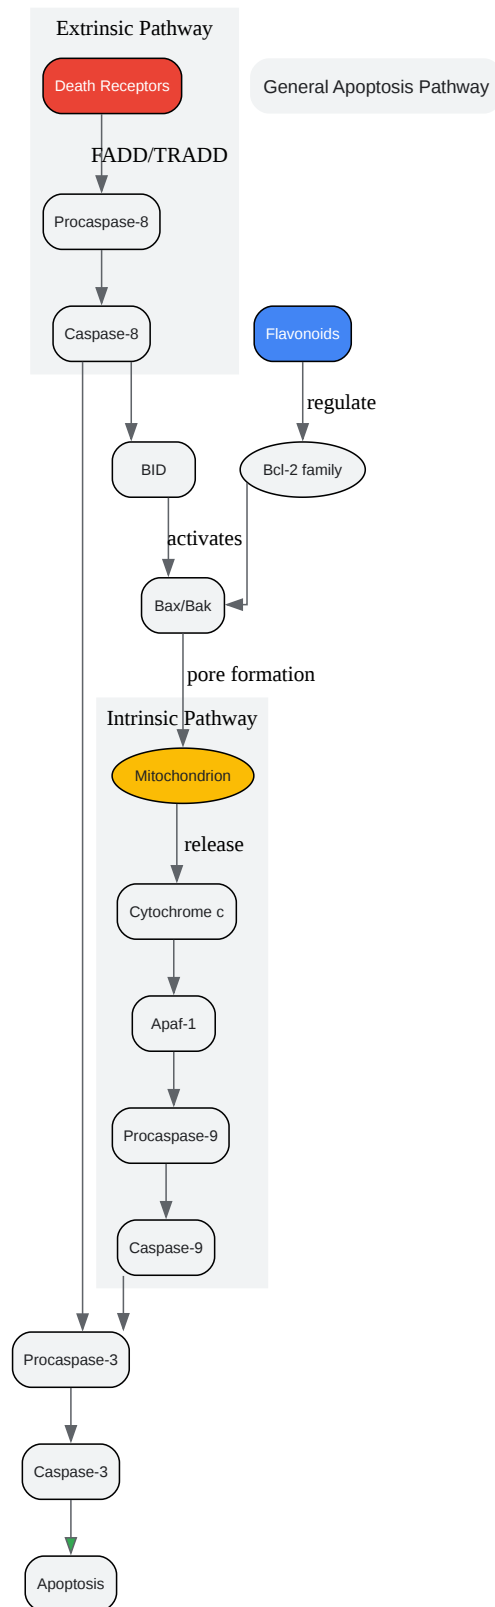 Extrinsic Pathway
Death Receptors
General Apoptosis Pathway
FADD/TRADD
Procaspase-8
Caspase-8
Flavonoids
regulate
BID
Bcl-2 family
activates
Bax/Bak
pore formation
Intrinsic Pathway
Mitochondrion
release
Cytochrome c
Apaf-1
Procaspase-9
Caspase-9
Procaspase-3
Caspase-3
Apoptosis